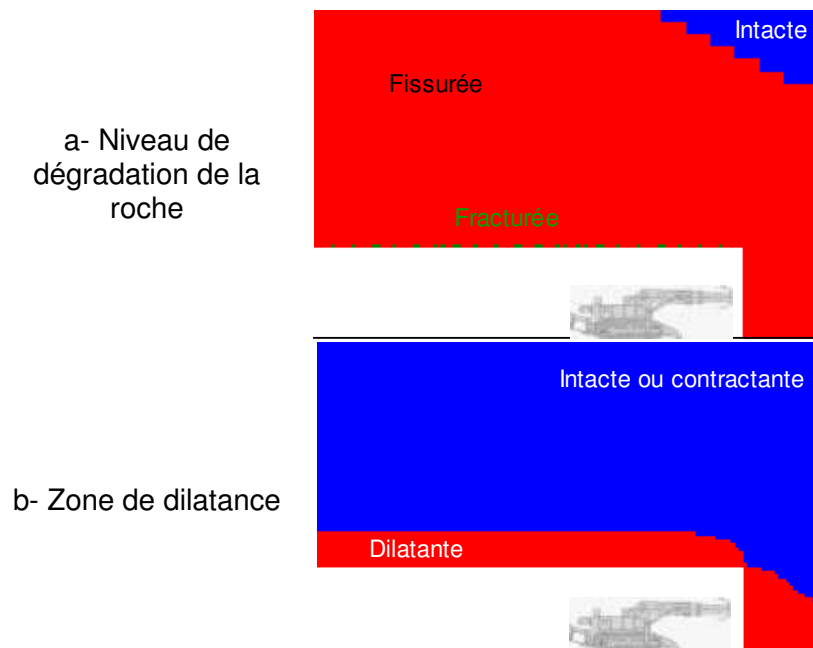 Intacte
Fissurée
a- Niveau de
dégradation de la
roche
Fracturée
Intacte ou contractante
b- Zone de dilatance
Dilatante